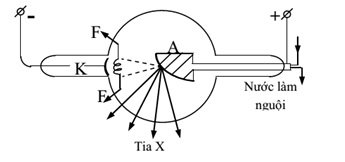 - +
F A
K
F
Nước làm
nguội
Tia X